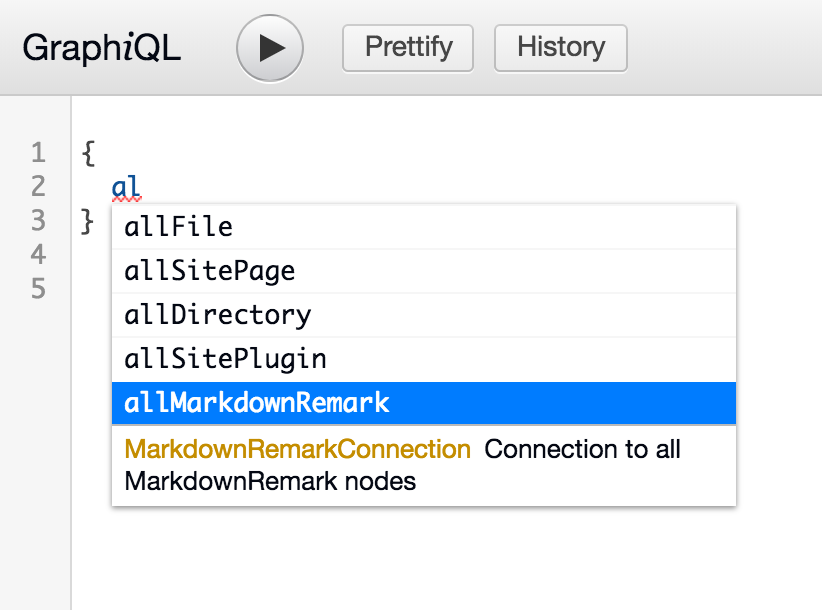 GraphiQL Prettify History
1 {
2 al
3 }
4
5
allFile
allSitePage
allDirectory
allSitePlugin
allMarkdownRemark
MarkdownRemarkConnection Connection to all
MarkdownRemark nodes